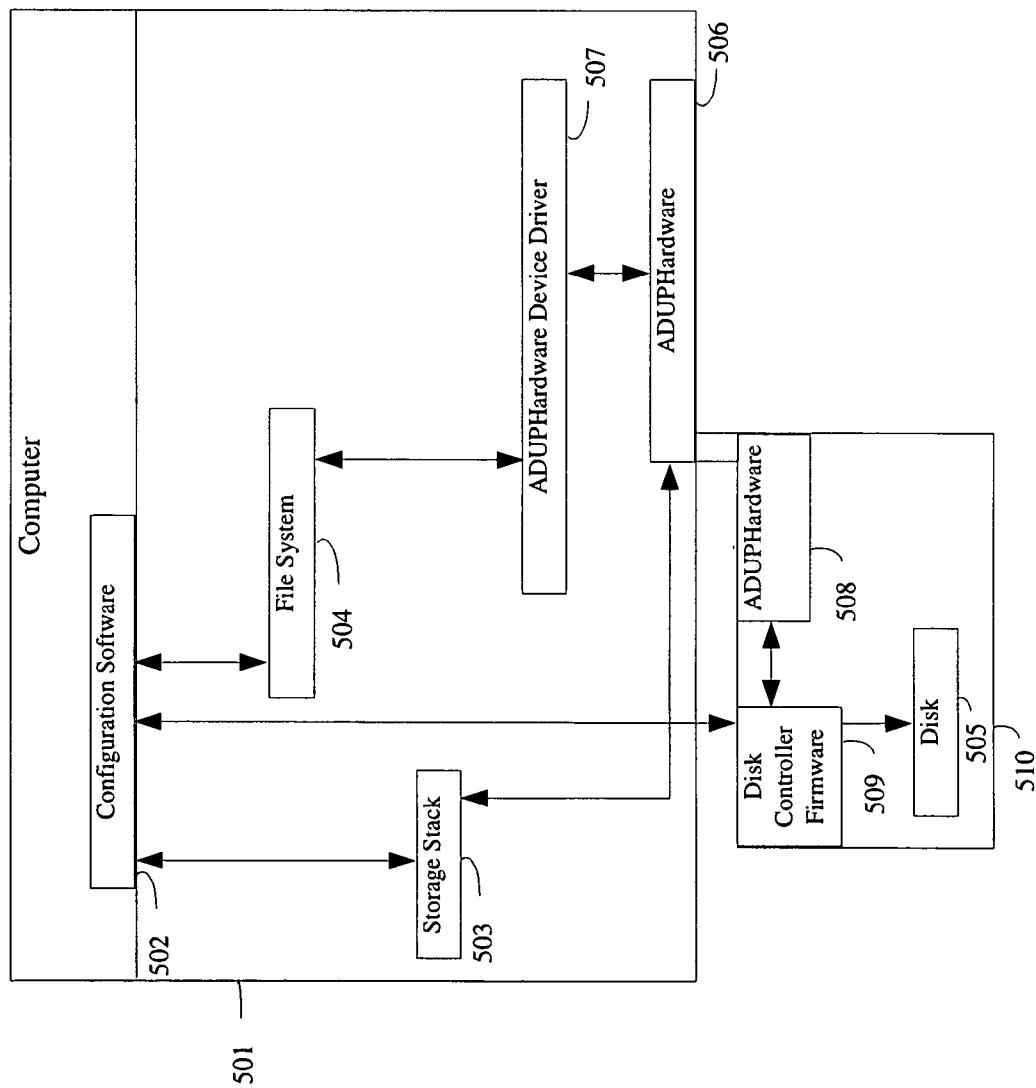 Computer
Configuration Software
502
501
File System
504
Storage Stack
503
ADUPHardware Device Driver
507
ADUPHardware
506
ADUPHardware
508
Disk
Controller
Firmware
509
Disk
505
510